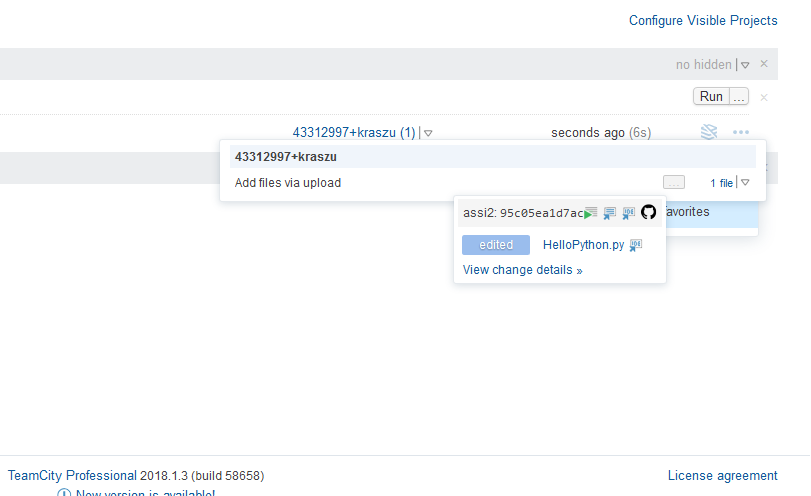 Configure Visible Projects
no hidden
Run ...
43312997+kraszu (1) seconds ago (6s)
43312997+kraszu
Add files via upload ... 1 file
assi2: 95c05ea1d7ac
avorites
edited HelloPython.py
View change details »
TeamCity Professional 2018.1.3 (build 58658) License agreement
New version is available!